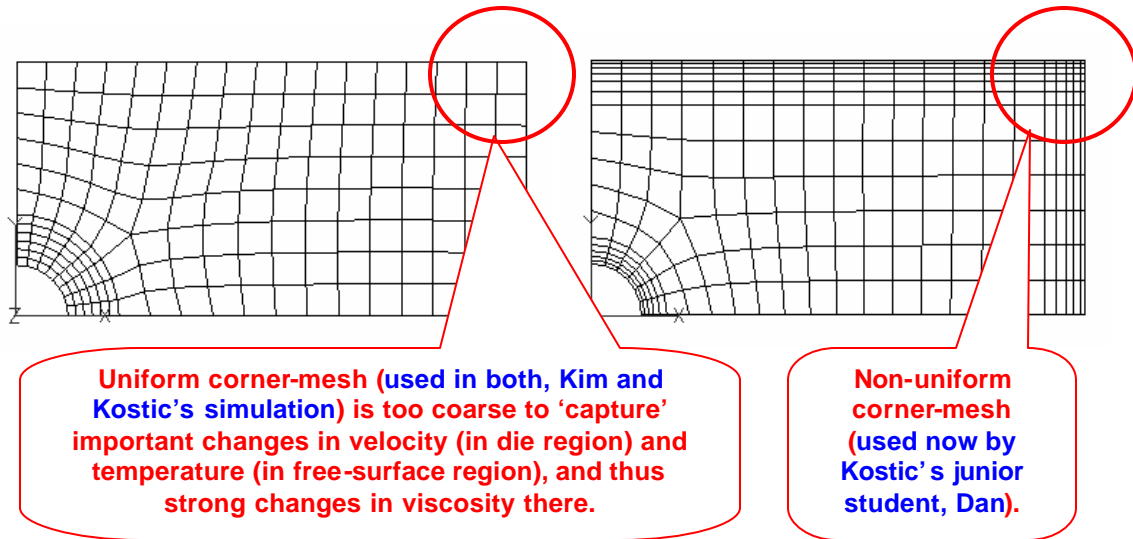 Y
Z
X
Y
X
Uniform corner-mesh (used in both, Kim and
Kostic's simulation) is too coarse to 'capture'
important changes in velocity (in die region) and
temperature (in free-surface region), and thus
strong changes in viscosity there.
Non-uniform
corner-mesh
(used now by
Kostic's junior
student, Dan).